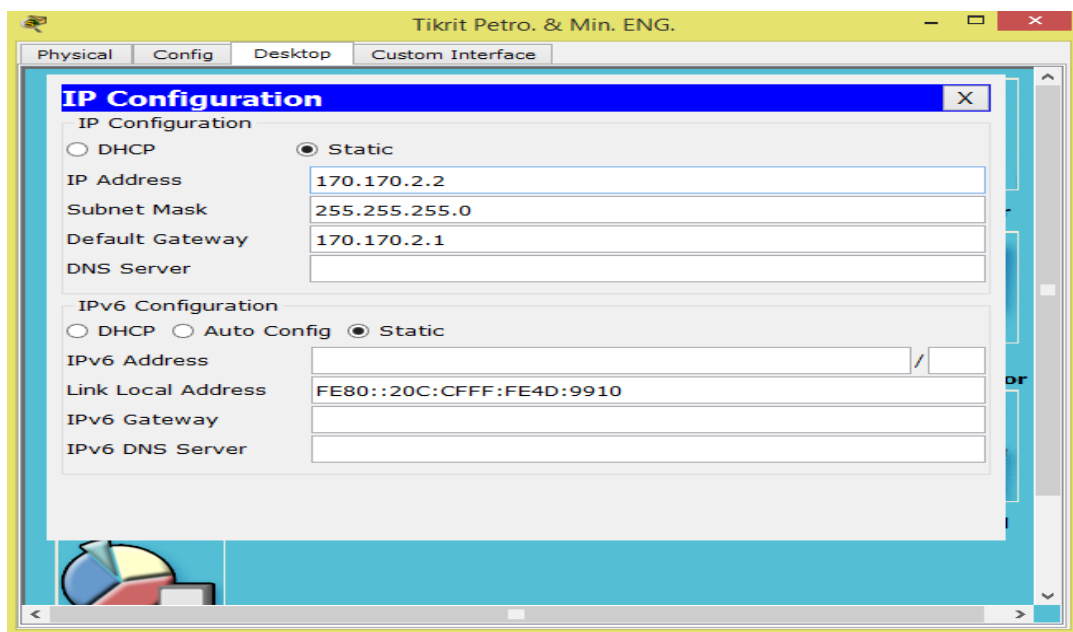 Tikrit Petro. & Min. ENG.
Physical Config Desktop Custom Interface
IP Configuration X
IP Configuration
DHCP Static
IP Address 170.170.2.2
Subnet Mask 255.255.255.0
Default Gateway 170.170.2.1
DNS Server
IPv6 Configuration
DHCP Auto Config Static
IPv6 Address /
Link Local Address FE80::20C:CFFF:FE4D:9910
IPv6 Gateway
IPv6 DNS Server